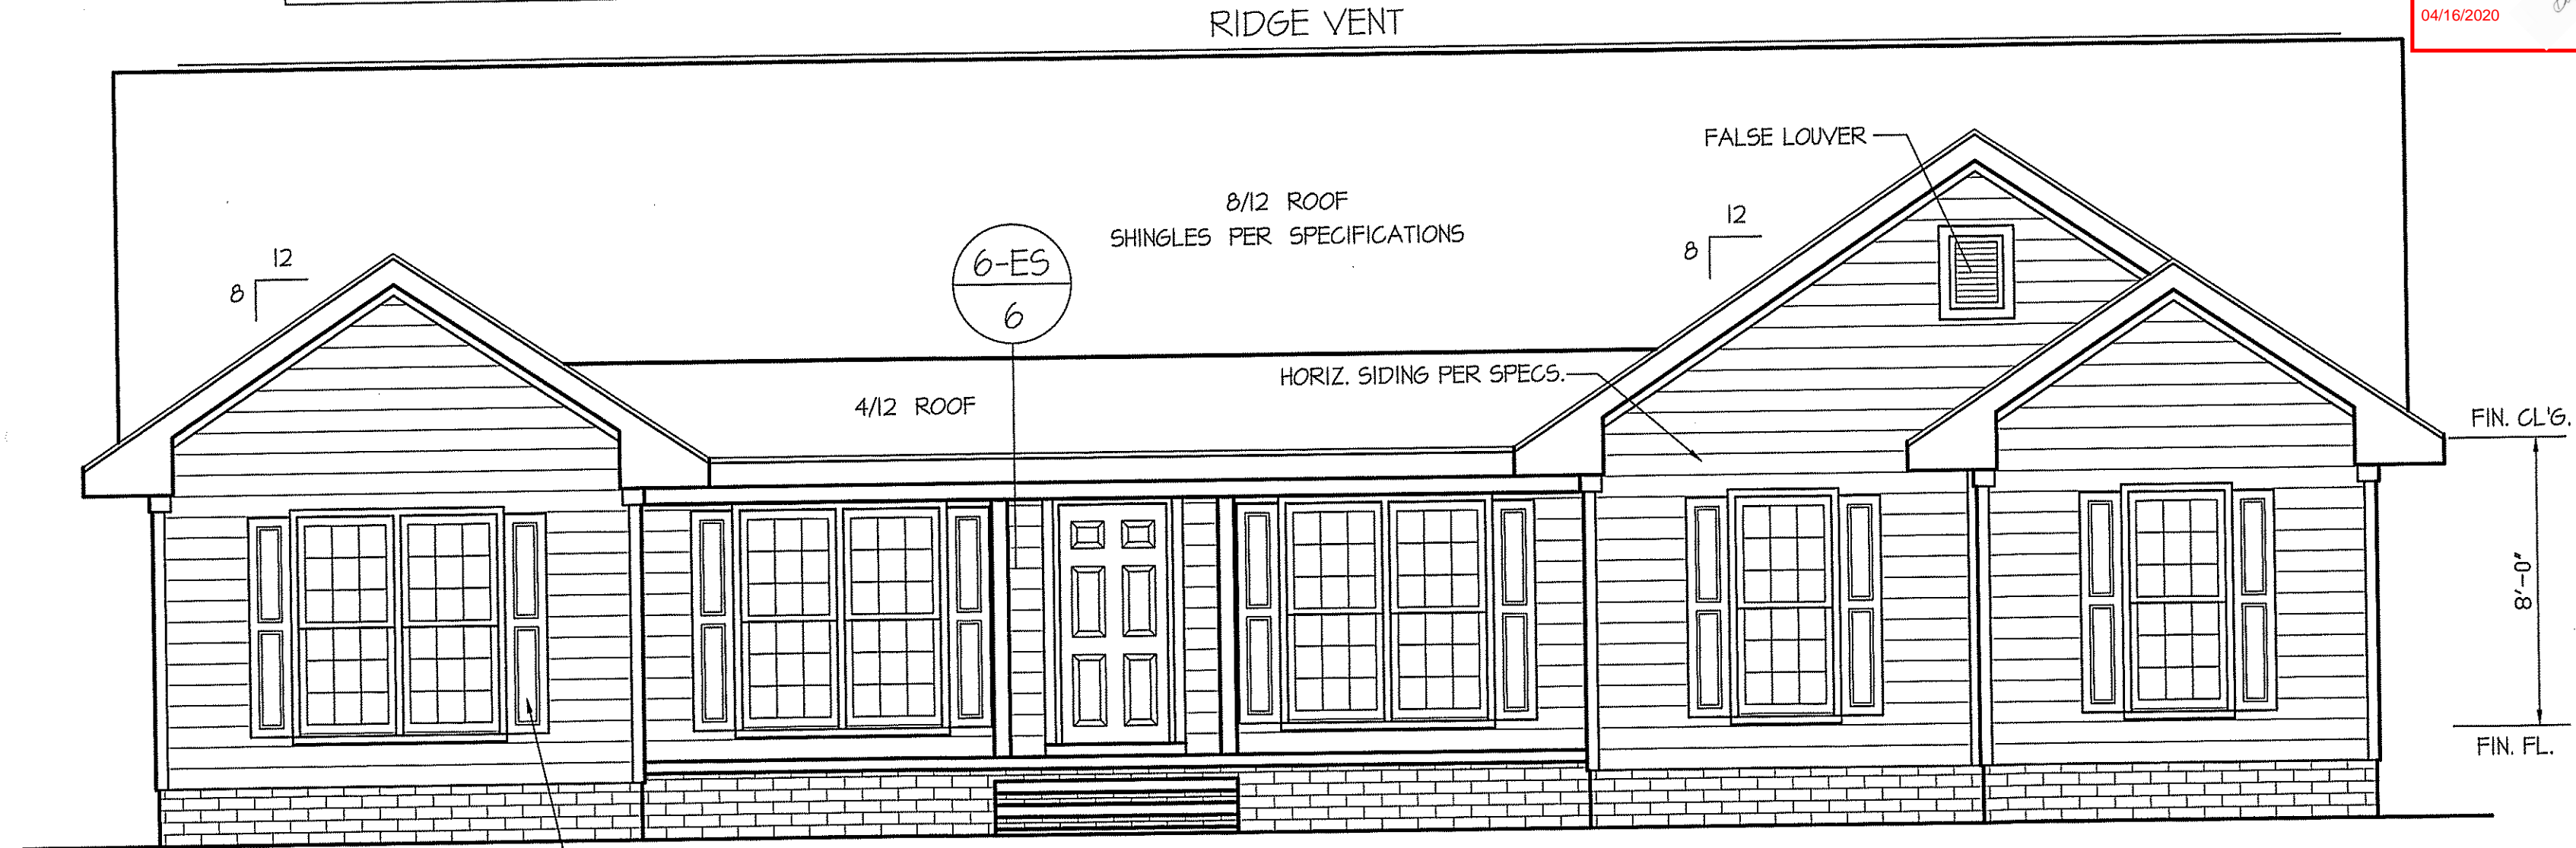 RIDGE VENT
04/16/2020
FALSE LOUVER
8/12 ROOF
SHINGLES PER SPECIFICATIONS
12
8
12
8
6-ES
6
HORIZ. SIDING PER SPECS.
4/12 ROOF
FIN. CL'G.
8'-0"
FIN. FL.